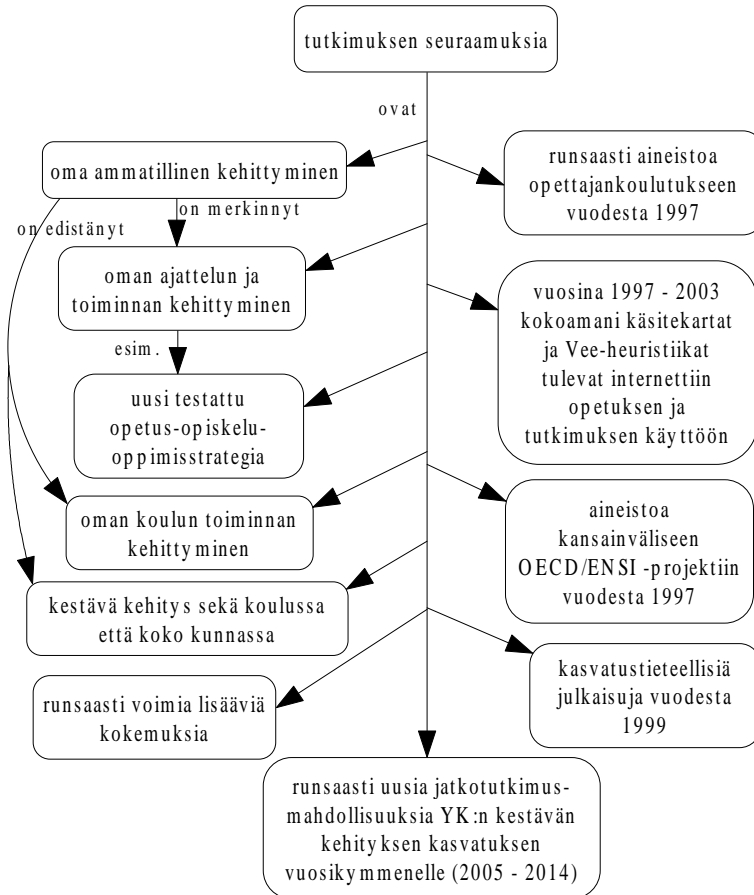 tutkimuksen seuraamuksia
ovat
oma ammatillinen kehittyminen
runsaasti aineistoa
opettajankoulutukseen
vuodesta 1997
on merkinnyt
on edistänyt
oman ajattelun ja
toiminnan kehittyminen
vuosina 1997 - 2003
kokoamani käsitekartat
ja Vee-heuristiikat
tulevat internettiin
opetuksen ja
tutkimuksen käyttöön
esim.
uusi testattu
opetus-opiskelu-
oppimisstrategia
oman koulun toiminnan
kehittyminen
aineistoa
kansainväliseen
OECD/ENSI -projektiin
vuodesta 1997
kestävä kehitys sekä koulussa
että koko kunnassa
kasvatustieteellisiä
julkaisuja vuodesta
1999
runsaasti voimia lisääviä
kokemuksia
runsaasti uusia jatkotutkimus-
mahdollisuuksia YK:n kestävän
kehityksen kasvatuksen
vuosikymmenelle (2005 - 2014)